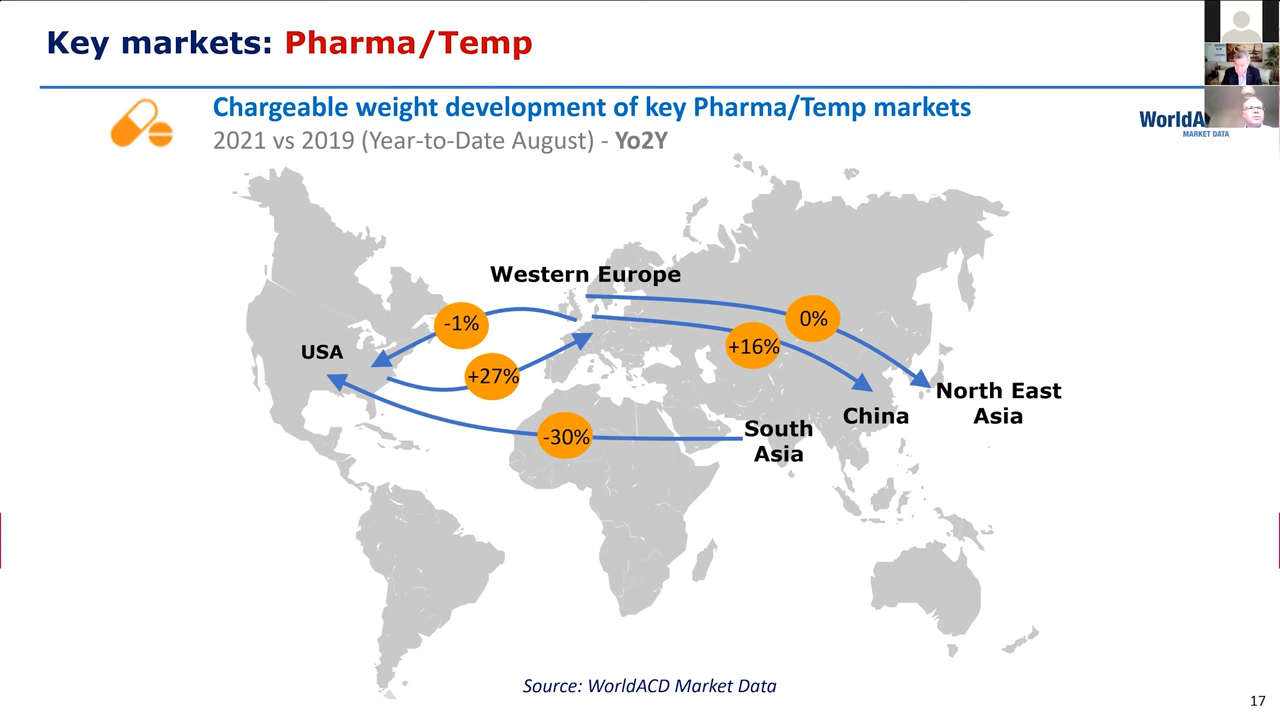 Key markets: Pharma/Temp
Chargeable weight development of key Pharma/Temp markets
2021 vs 2019 (Year-to-Date August) - Yo2Y
WorldA
MARKET DATA
Western Europe
-1%
0%
+16%
USA
+27%
North East
Asia
China
South
Asia
-30%
Source: WorldACD Market Data
17